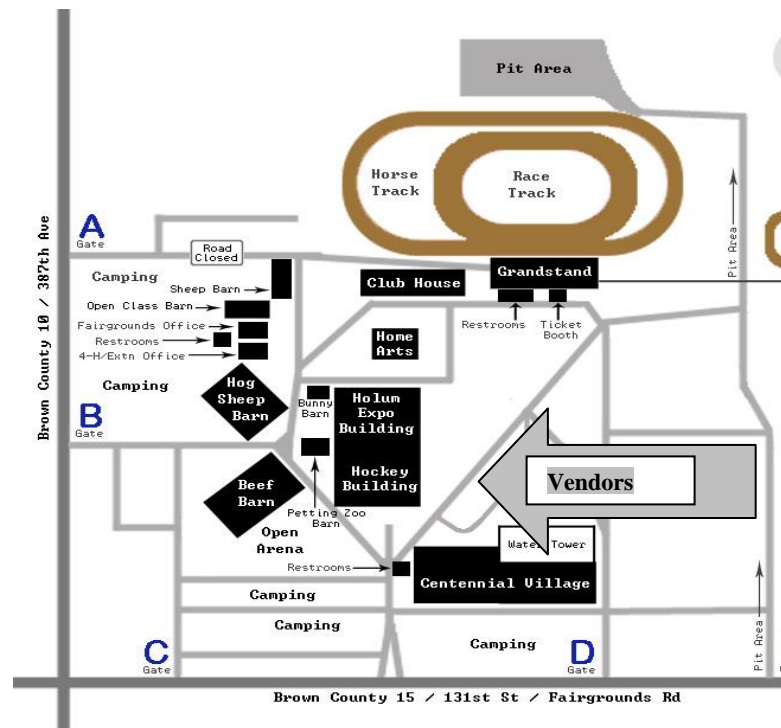 Pit Area
Horse
Track
Race
Track
A
Gate
Road
Closed
Camping
Sheep Barn
Club House
Grandstand
Pit Area
Open Class Barn
Fairgrounds Office
Restrooms
4-H/Extn Office
Restrooms
Ticket
Booth
Home
Arts
Camping
Hog
Sheep
Barn
Bunny
Barn
Holum
Expo
Building
B
Gate
Brown County 10 / 387th Ave
Hockey
Building
Vendors
Beef
Barn
Petting Zoo
Barn
Open
Arena
Water Tower
Restrooms
Centennial Village
Camping
Camping
Camping
C
Gate
D
Gate
Pit Area
Brown County 15 / 131st St / Fairgrounds Rd